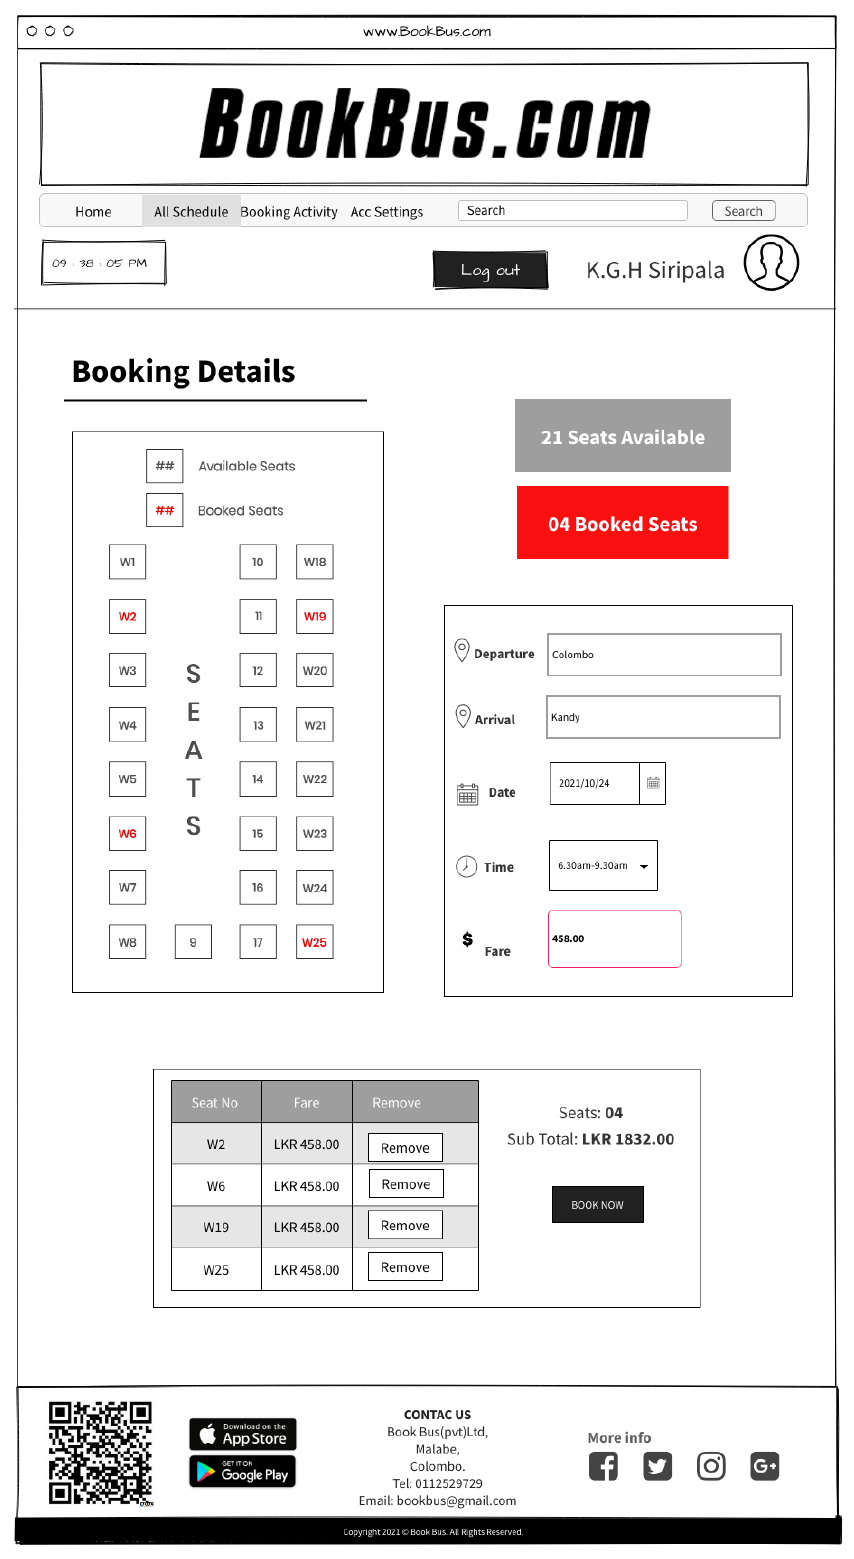 www.BookBus.com
BookBus.com
Home All Schedule Booking Activity Acc Settings Search Search
09 : 38 : 05 PM
Log out
K.G.H Siripala
Booking Details
21 Seats Available
04 Booked Seats
## Available Seats
## Booked Seats
W1 10 W18
W2 11 W19
W3 12 W20
W4 13 W21
W5 14 W22
W6 15 W23
W7 16 W24
W8 9 17 W25
S
E
A
T
S
Departure Colombo
Arrival Kandy
Date 2021/10/24
Time 6.30am-9.30am
$ Fare 458.00
Seat No Fare Remove
W2 LKR 458.00 Remove
W6 LKR 458.00 Remove
W19 LKR 458.00 Remove
W25 LKR 458.00 Remove
Seats: 04
Sub Total: LKR 1832.00
BOOK NOW
Download on the
App Store
GET IT ON
Google Play
CONTAC US
Book Bus(pvt)Ltd,
Malabe,
Colombo.
Tel: 0112529729
Email: bookbus@gmail.com
More info
G+
Copyright 2021 © Book Bus. All Rights Reserved.